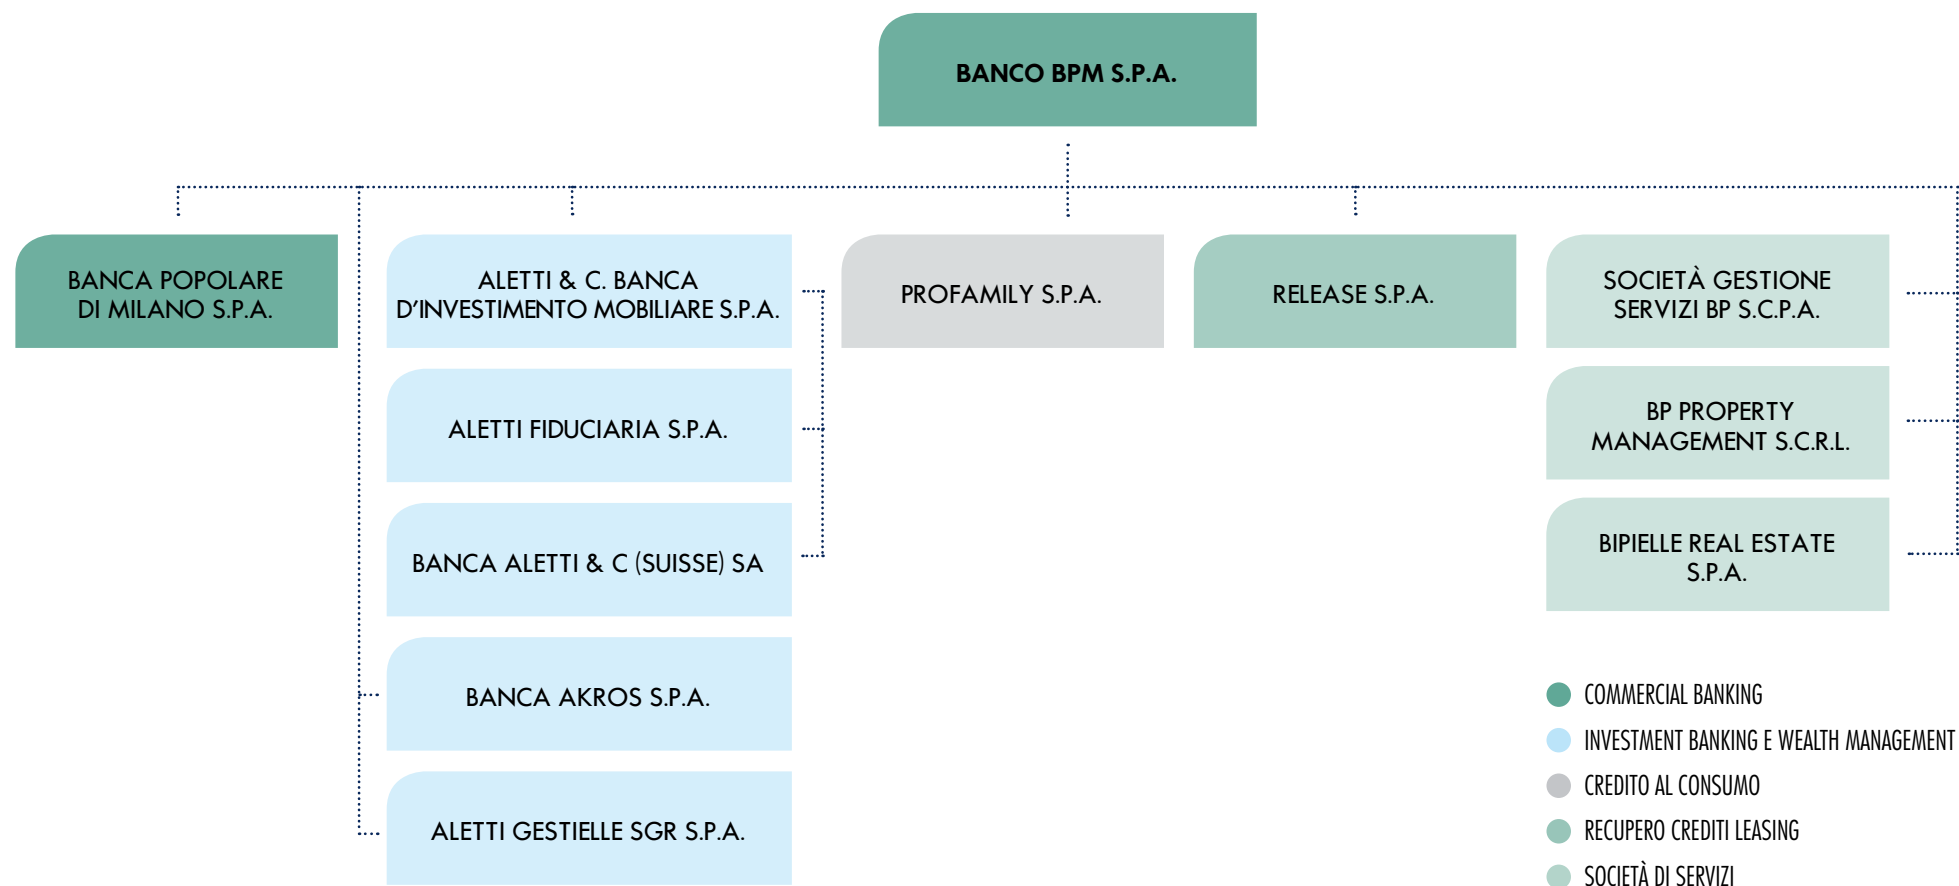 BANCO BPM S.P.A.
BANCA POPOLARE
DI MILANO S.P.A.
ALETTI & C. BANCA
D'INVESTIMENTO MOBILIARE S.P.A.
PROFAMILY S.P.A.
RELEASE S.P.A.
SOCIETÀ GESTIONE
SERVIZI BP S.C.P.A.
ALETTI FIDUCIARIA S.P.A.
BP PROPERTY
MANAGEMENT S.C.R.L.
BANCA ALETTI & C (SUISSE) SA
BIPIELLE REAL ESTATE
S.P.A.
BANCA AKROS S.P.A.
ALETTI GESTIELLE SGR S.P.A.
COMMERCIAL BANKING
INVESTMENT BANKING E WEALTH MANAGEMENT
CREDITO AL CONSUMO
RECUPERO CREDITI LEASING
SOCIETÀ DI SERVIZI